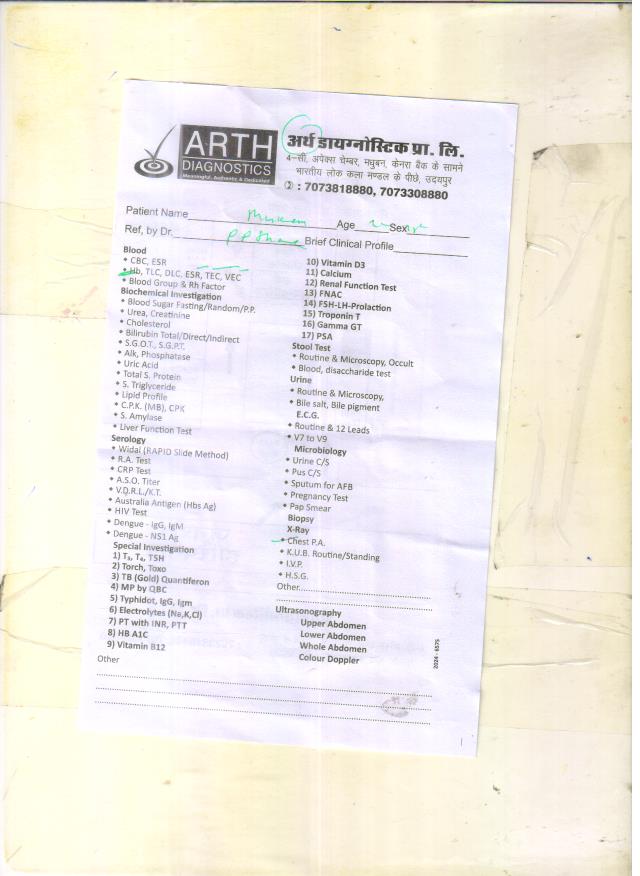 ARTH
DIAGNOSTICS
Meaningful, Authentic & Dedicated
अर्थ डायग्नोस्टिक प्रा. लि.
4-सी, अपेक्स चेम्बर, मधुबन, केनरा बैंक के सामने
भारतीय लोक कला मण्डल के पीछे, उदयपुर
: 7073818880, 7073308880
Patient Name Age Sex
Ref, by Dr. Brief Clinical Profile
Blood
CBC, ESR
Hb, TLC, DLC, ESR, TEC, VEC
Blood Group & Rh Factor
Biochemical Investigation
Blood Sugar Fasting/Random/P.P.
Urea, Creatinine
Cholesterol
Bilirubin Total/Direct/Indirect
S.G.O.T., S.G.P.T.
Alk, Phosphatase
Uric Acid
Total S. Protein
S. Triglyceride
Lipid Profile
C.P.K. (MB), CPK
S. Amylase
Liver Function Test
Serology
Widal (RAPID Slide Method)
R.A. Test
CRP Test
A.S.O. Titer
V.D.R.L./K.T.
Australia Antigen (Hbs Ag)
HIV Test
Dengue - IgG, IgM
Dengue - NS1 Ag
Special Investigation
1) T₃, T₄, TSH
2) Torch, Toxo
3) TB (Gold) Quantiferon
4) MP by QBC
5) Typhidot, IgG, Igm
6) Electrolytes (Na,K,Cl)
7) PT with INR, PTT
8) HB A1C
9) Vitamin B12
Other
10) Vitamin D3
11) Calcium
12) Renal Function Test
13) FNAC
14) FSH-LH-Prolaction
15) Troponin T
16) Gamma GT
17) PSA
Stool Test
Routine & Microscopy, Occult
Blood, disaccharide test
Urine
Routine & Microscopy,
Bile salt, Bile pigment
E.C.G.
Routine & 12 Leads
V7 to V9
Microbiology
Urine C/S
Pus C/S
Sputum for AFB
Pregnancy Test
Pap Smear
Biopsy
X-Ray
Chest P.A.
K.U.B. Routine/Standing
I.V.P.
H.S.G.
Other
Ultrasonography
Upper Abdomen
Lower Abdomen
Whole Abdomen
Colour Doppler
2024 - 6575